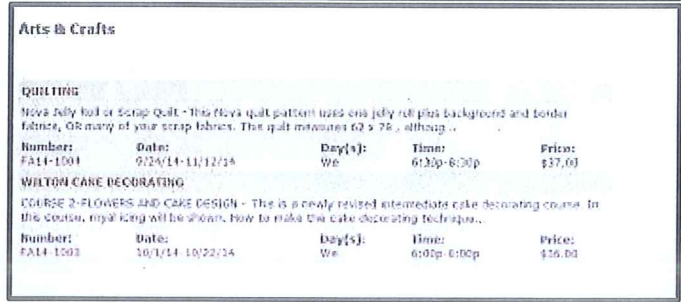 Arts & Crafts
QUILTING
Nova Jelly Roll or Scrap Quilt - This Nova quilt pattern uses one jelly roll plus background and border
fabrics, OR many of your scrap fabrics. This quilt measures 62 x 78, althoug...
Number: Date: Day(s): Time: Price:
FA14-1004 9/24/14-11/12/14 We 6:30p-8:30p $37.00
WILTON CAKE DECORATING
COURSE 2-FLOWERS AND CAKE DESIGN - This is a newly revised intermediate cake decorating course. In
this course, royal icing will be shown. How to make the cake decorating technique...
Number: Date: Day(s): Time: Price:
FA14-1003 10/1/14-10/22/14 We 6:00p-8:00p $36.00